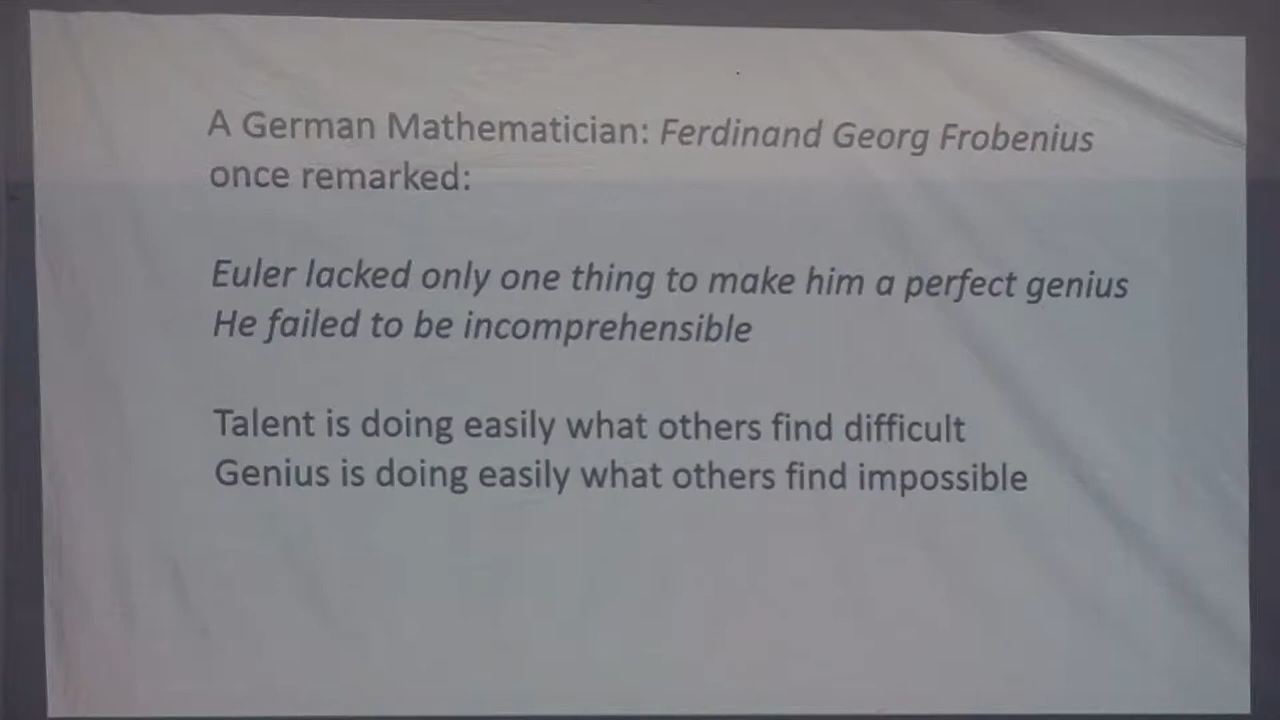 A German Mathematician: Ferdinand Georg Frobenius
once remarked:
Euler lacked only one thing to make him a perfect genius
He failed to be incomprehensible
Talent is doing easily what others find difficult
Genius is doing easily what others find impossible